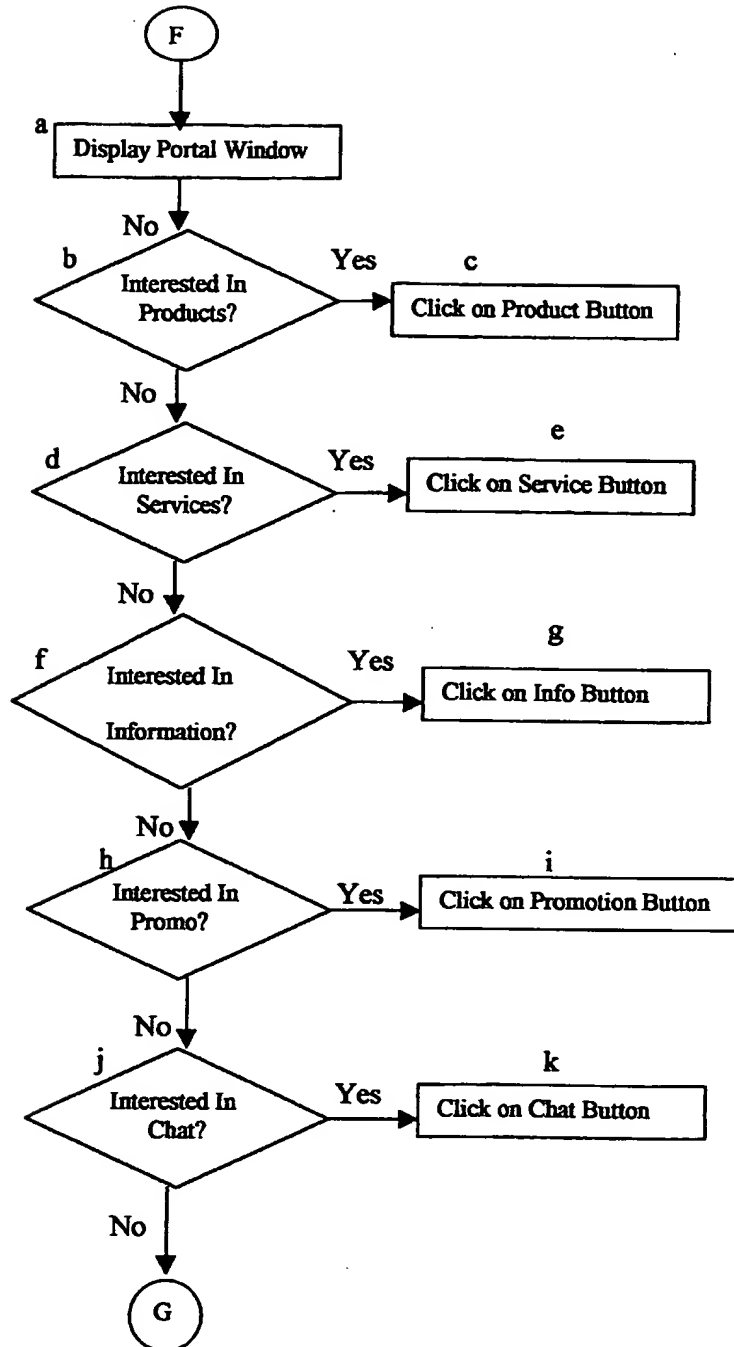 F
a
Display Portal Window
No
b
Interested In
Products?
Yes
c
Click on Product Button
No
d
Interested In
Services?
Yes
e
Click on Service Button
No
f
Interested In
Information?
Yes
g
Click on Info Button
No
h
Interested In
Promo?
Yes
i
Click on Promotion Button
No
j
Interested In
Chat?
Yes
k
Click on Chat Button
No
G